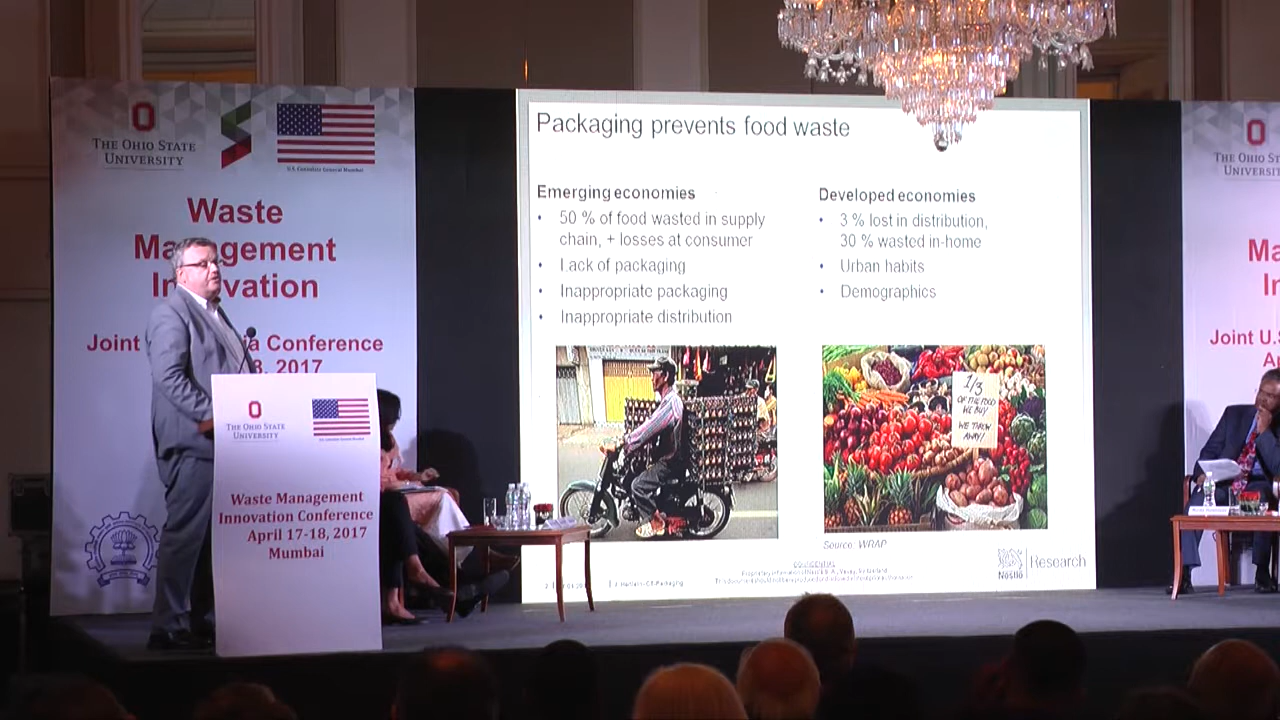 THE OHIO STATE
UNIVERSITY
U.S. Consulate General Mumbai
Waste
Management
Innovation
Joint Conference
2017
THE OHIO STATE
UNIVERSITY
Waste Management
Innovation Conference
April 17-18, 2017
Mumbai
Packaging prevents food waste
Emerging economies
• 50 % of food wasted in supply
chain, + losses at consumer
• Lack of packaging
• Inappropriate packaging
• Inappropriate distribution
Developed economies
• 3 % lost in distribution,
30 % wasted in-home
• Urban habits
• Demographics
1/3
OF THE FOOD
WE BUY
WE THROW
AWAY!
Source: WRAP
CONFIDENTIAL
Nestlé Research
THE OHIO
UNIVERSITY
Joint U.S